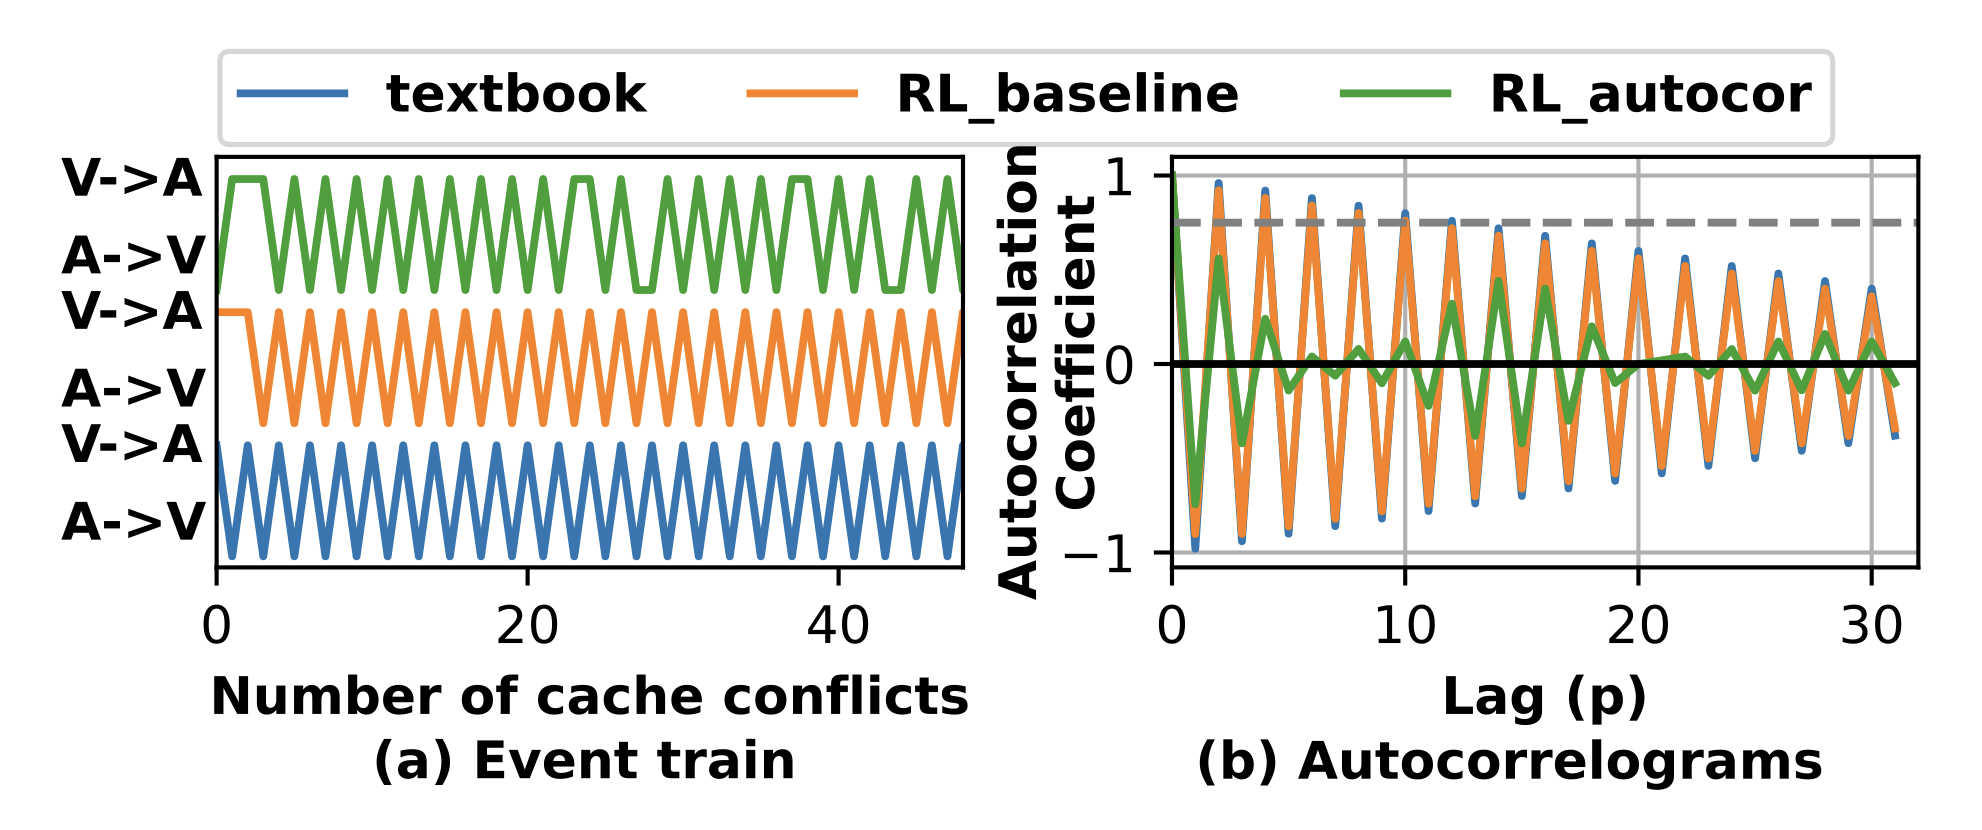 textbook RL_baseline RL_autocor
V->A
A->V
V->A
A->V
V->A
A->V
0 20 40
Number of cache conflicts
(a) Event train
Autocorrelation
Coefficient
1
0
−1
0 10 20 30
Lag (p)
(b) Autocorrelograms